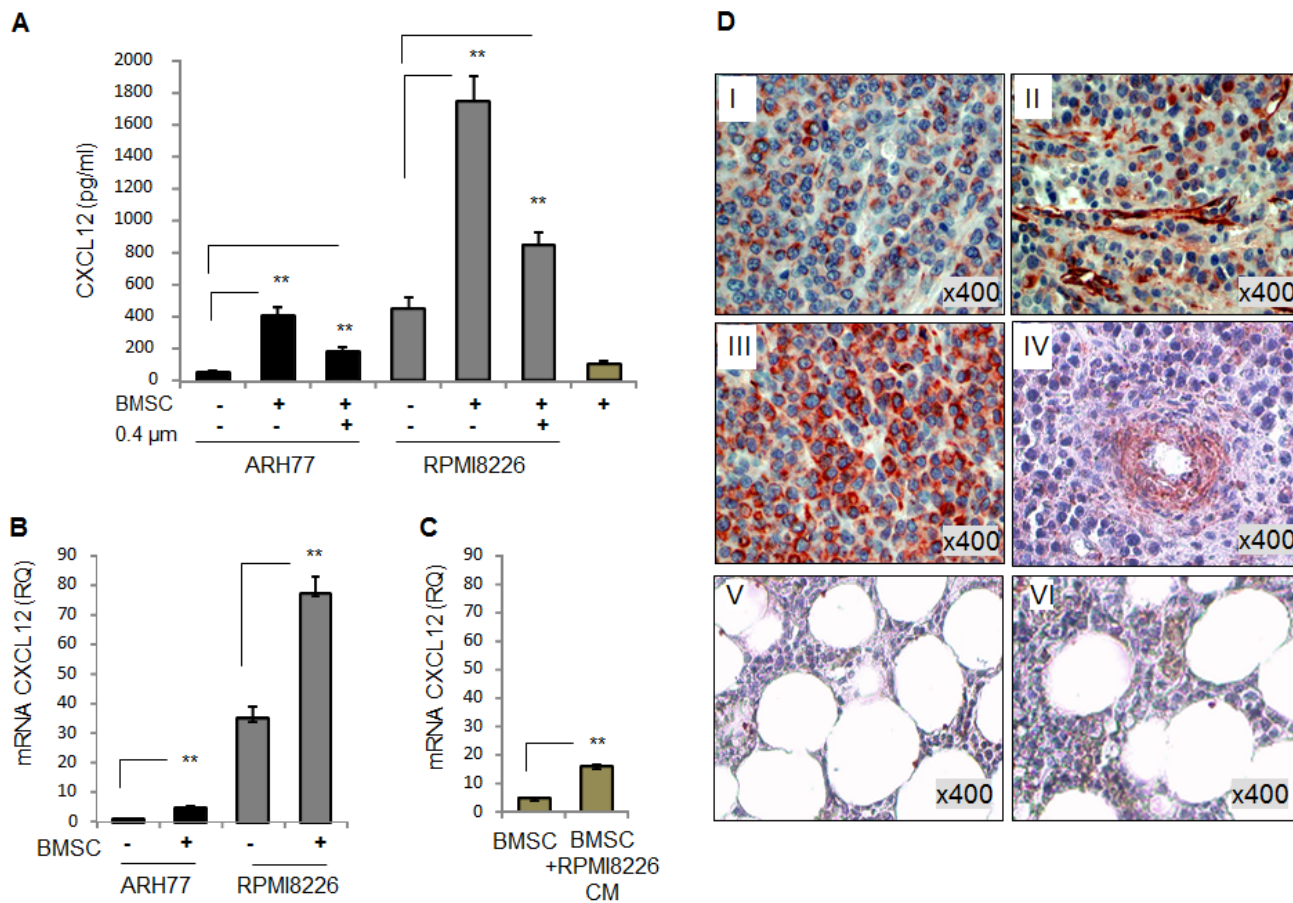 A
CXCL12 (pg/ml)
2000
1800
1600
1400
1200
1000
800
600
400
200
0
**
**
**
**
BMSC - + + - + + +
0.4 µm - - + - - +
ARH77 RPMI8226
B
mRNA CXCL12 (RQ)
90
80
70
60
50
40
30
20
10
0
**
**
BMSC - + - +
ARH77 RPMI8226
C
mRNA CXCL12 (RQ)
90
80
70
60
50
40
30
20
10
0
**
BMSC BMSC
+RPMI8226
CM
D
I
x400
II
x400
III
x400
IV
x400
V
x400
VI
x400